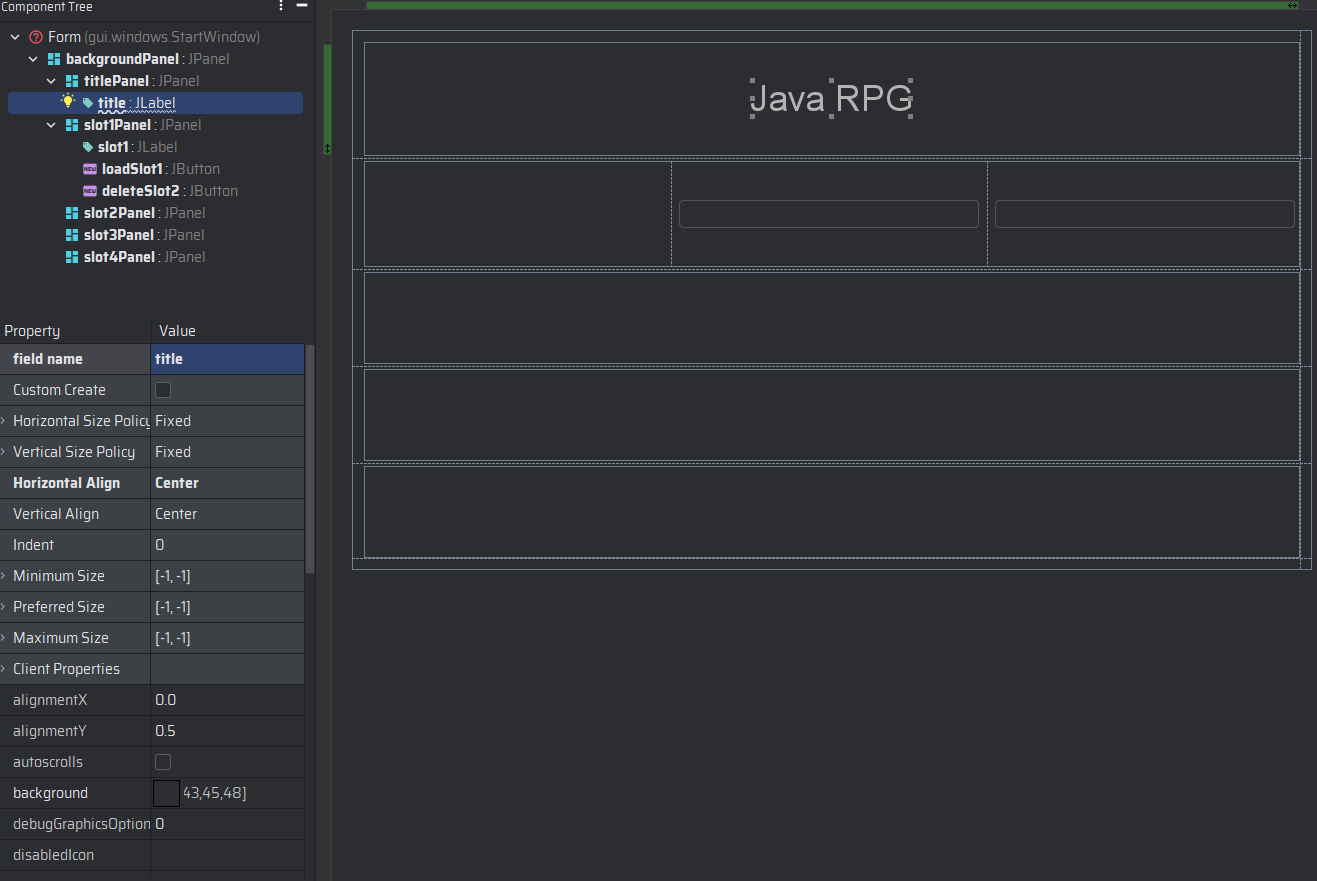 Component Tree
Form (gui.windows.StartWindow)
backgroundPanel : JPanel
titlePanel : JPanel
title : JLabel
slot1Panel : JPanel
slot1 : JLabel
NEW loadSlot1 : JButton
NEW deleteSlot2 : JButton
slot2Panel : JPanel
slot3Panel : JPanel
slot4Panel : JPanel
Property Value
field name title
Custom Create
Horizontal Size Policy Fixed
Vertical Size Policy Fixed
Horizontal Align Center
Vertical Align Center
Indent 0
Minimum Size [-1, -1]
Preferred Size [-1, -1]
Maximum Size [-1, -1]
Client Properties
alignmentX 0.0
alignmentY 0.5
autoscrolls
background 43,45,48]
debugGraphicsOption 0
disabledIcon
Java RPG